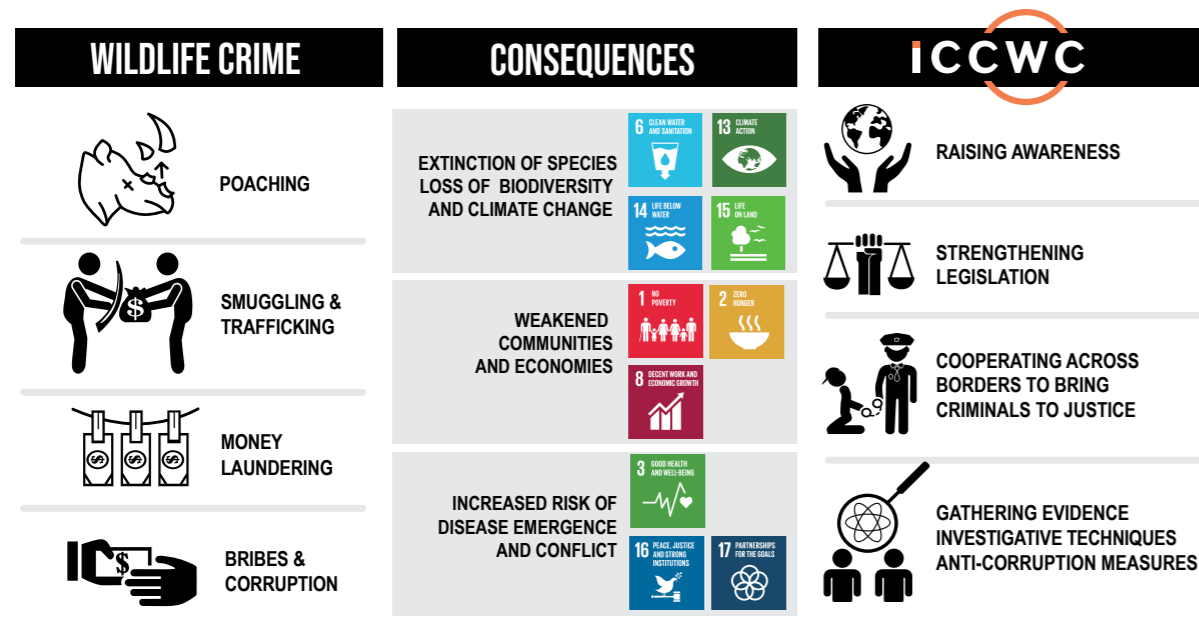 WILDLIFE CRIME
POACHING
SMUGGLING &
TRAFFICKING
$
MONEY
LAUNDERING
$ $ $
BRIBES &
CORRUPTION
$
CONSEQUENCES
EXTINCTION OF SPECIES
LOSS OF BIODIVERSITY
AND CLIMATE CHANGE
6 CLEAN WATER
AND SANITATION
13 CLIMATE
ACTION
14 LIFE BELOW
WATER
15 LIFE
ON LAND
WEAKENED
COMMUNITIES
AND ECONOMIES
1 NO
POVERTY
2 ZERO
HUNGER
8 DECENT WORK AND
ECONOMIC GROWTH
INCREASED RISK OF
DISEASE EMERGENCE
AND CONFLICT
3 GOOD HEALTH
AND WELL-BEING
16 PEACE, JUSTICE
AND STRONG
INSTITUTIONS
17 PARTNERSHIPS
FOR THE GOALS
ICCWC
RAISING AWARENESS
STRENGTHENING
LEGISLATION
COOPERATING ACROSS
BORDERS TO BRING
CRIMINALS TO JUSTICE
GATHERING EVIDENCE
INVESTIGATIVE TECHNIQUES
ANTI-CORRUPTION MEASURES